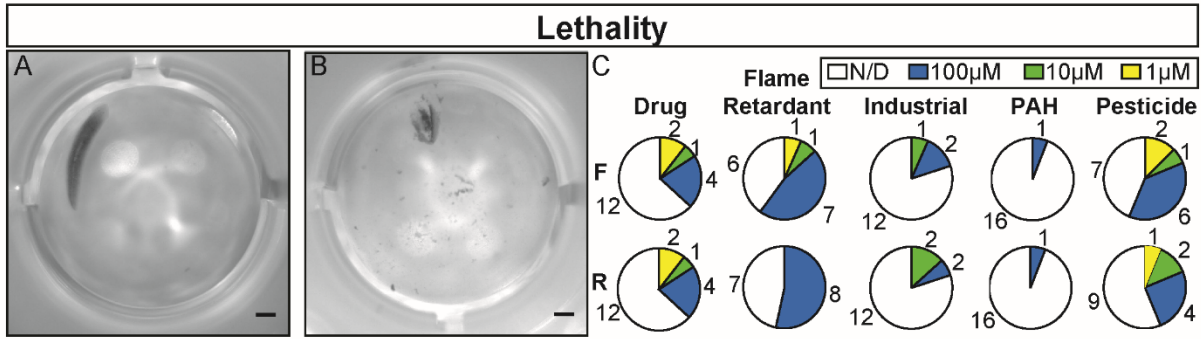 Lethality
A
B
C
N/D 100µM 10µM 1µM
Drug Flame Retardant Industrial PAH Pesticide
F
2 1 4 12
1 1 7 6
1 2 12
1 16
2 1 6 7
R
2 1 4 12
8 7
2 2 12
1 16
1 2 4 9